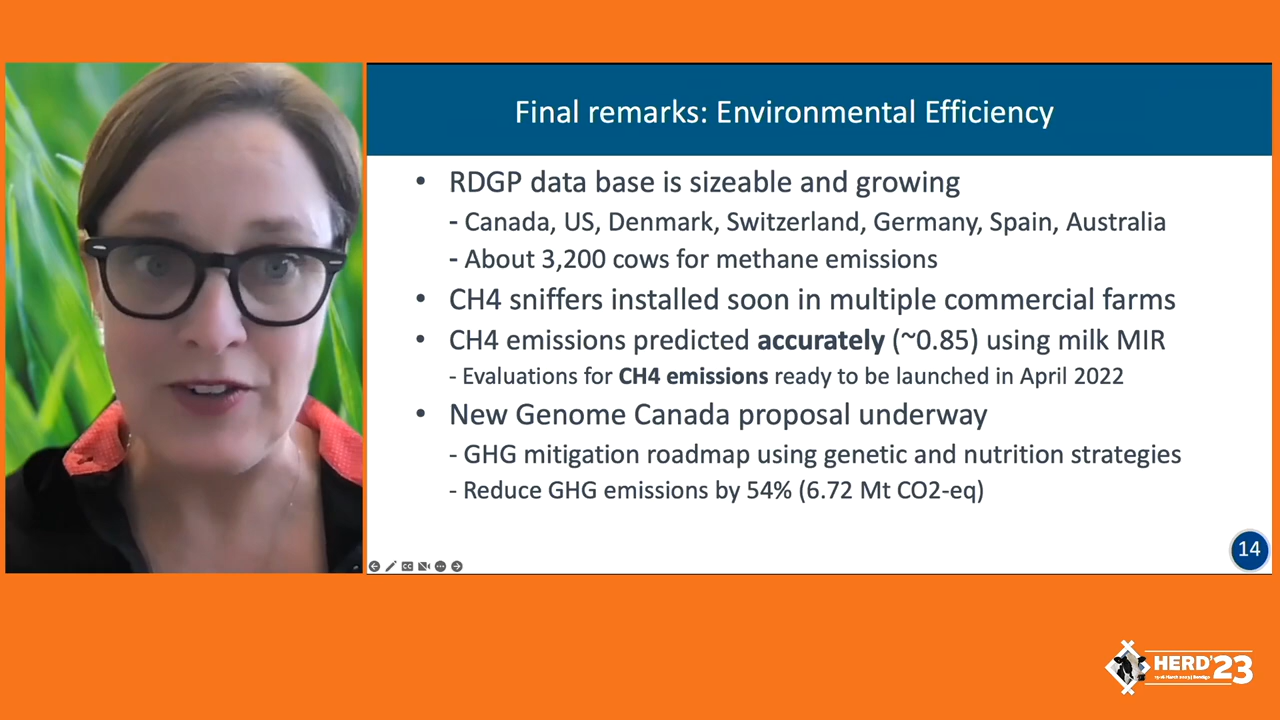 Final remarks: Environmental Efficiency
• RDGP data base is sizeable and growing
- Canada, US, Denmark, Switzerland, Germany, Spain, Australia
- About 3,200 cows for methane emissions
• CH4 sniffers installed soon in multiple commercial farms
• CH4 emissions predicted accurately (~0.85) using milk MIR
- Evaluations for CH4 emissions ready to be launched in April 2022
• New Genome Canada proposal underway
- GHG mitigation roadmap using genetic and nutrition strategies
- Reduce GHG emissions by 54% (6.72 Mt CO2-eq)
14
HERD'23